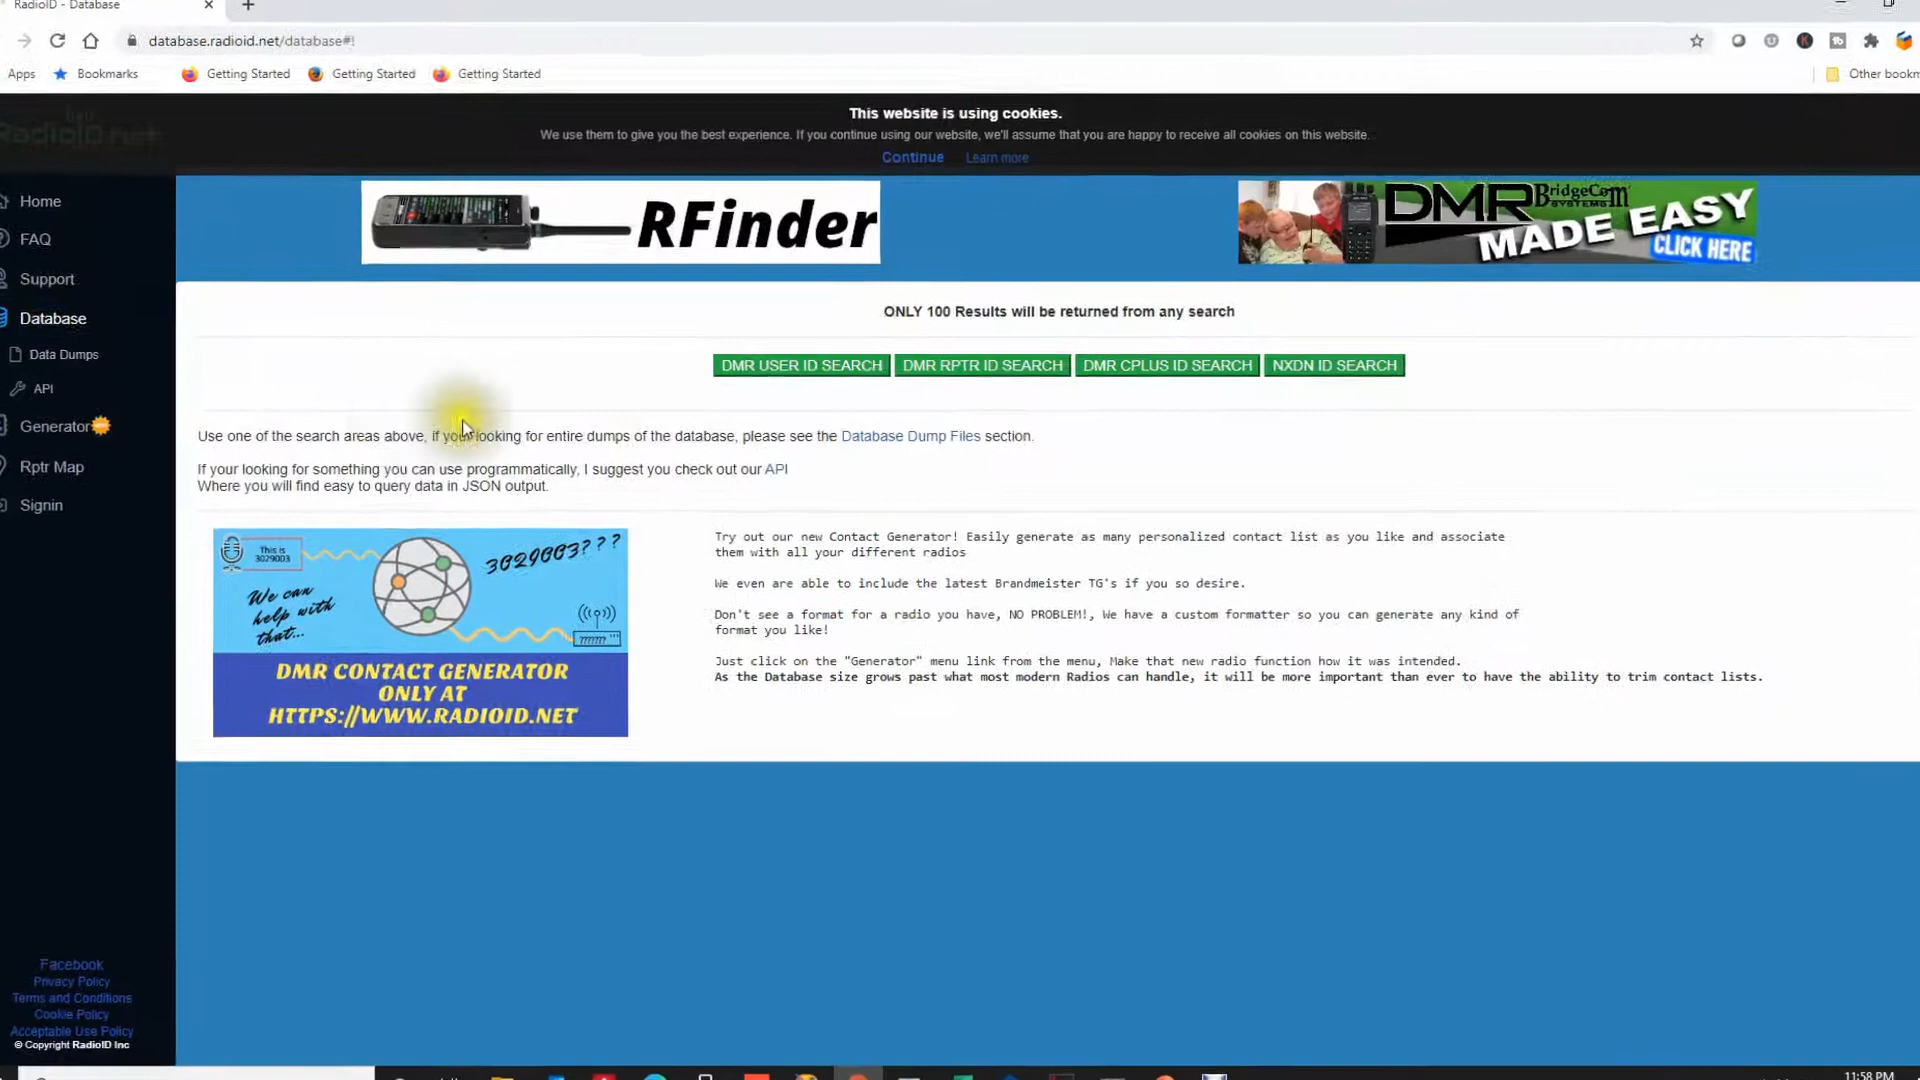 RadioID - Database
database.radioid.net/database#!
Apps
Bookmarks
Getting Started
Getting Started
Getting Started
Other bookm
RadioID.net
This website is using cookies.
We use them to give you the best experience. If you continue using our website, we'll assume that you are happy to receive all cookies on this website.
Continue
Learn more
Home
FAQ
Support
Database
Data Dumps
API
Generator
Rptr Map
Signin
RFinder
DMR BridgeCom SYSTEMS
MADE EASY
CLICK HERE
ONLY 100 Results will be returned from any search
DMR USER ID SEARCH
DMR RPTR ID SEARCH
DMR CPLUS ID SEARCH
NXDN ID SEARCH
Use one of the search areas above, if your looking for entire dumps of the database, please see the Database Dump Files section.
If your looking for something you can use programmatically, I suggest you check out our API
Where you will find easy to query data in JSON output.
This is
3029003
3029003???
We can
help with
that...
DMR CONTACT GENERATOR
ONLY AT
HTTPS://WWW.RADIOID.NET
Try out our new Contact Generator! Easily generate as many personalized contact list as you like and associate
them with all your different radios
We even are able to include the latest Brandmeister TG's if you so desire.
Don't see a format for a radio you have, NO PROBLEM!, We have a custom formatter so you can generate any kind of
format you like!
Just click on the "Generator" menu link from the menu, Make that new radio function how it was intended.
As the Database size grows past what most modern Radios can handle, it will be more important than ever to have the ability to trim contact lists.
Facebook
Privacy Policy
Terms and Conditions
Cookie Policy
Acceptable Use Policy
© Copyright RadioID Inc
11:58 PM